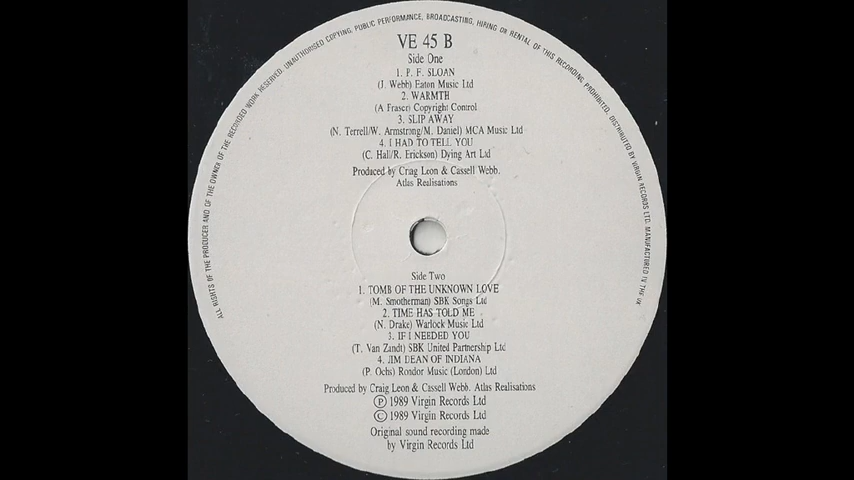 ALL RIGHTS OF THE PRODUCER AND OF THE OWNER OF THE RECORDED WORK RESERVED. UNAUTHORISED COPYING, PUBLIC PERFORMANCE, BROADCASTING, HIRING OR RENTAL OF THIS RECORDING PROHIBITED. DISTRIBUTED BY VIRGIN RECORDS LTD. MANUFACTURED IN THE UK
VE 45 B
Side One
1. P. F. SLOAN
(J. Webb) Eaton Music Ltd
2. WARMTH
(A Fraser) Copyright Control
3. SLIP AWAY
(N. Terrell/W. Armstrong/M. Daniel) MCA Music Ltd
4. I HAD TO TELL YOU
(C. Hall/R. Erickson) Dying Art Ltd
Produced by Craig Leon & Cassell Webb.
Atlas Realisations
Side Two
1. TOMB OF THE UNKNOWN LOVE
(M. Smotherman) SBK Songs Ltd
2. TIME HAS TOLD ME
(N. Drake) Warlock Music Ltd
3. IF I NEEDED YOU
(T. Van Zandt) SBK United Partnership Ltd
4. JIM DEAN OF INDIANA
(P. Ochs) Rondor Music (London) Ltd
Produced by Craig Leon & Cassell Webb. Atlas Realisations
Ⓟ 1989 Virgin Records Ltd
© 1989 Virgin Records Ltd
Original sound recording made
by Virgin Records Ltd